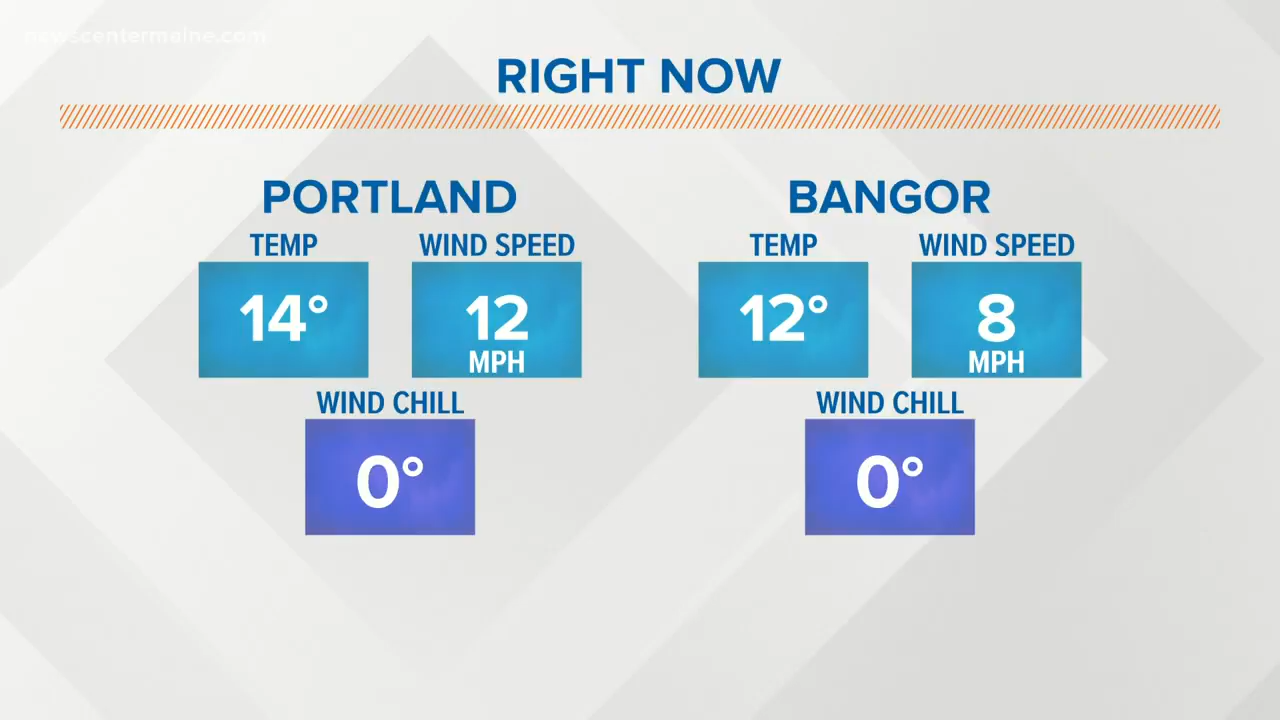 newscentermaine.com
RIGHT NOW
PORTLAND
TEMP
WIND SPEED
14°
12
MPH
WIND CHILL
0°
BANGOR
TEMP
WIND SPEED
12°
8
MPH
WIND CHILL
0°